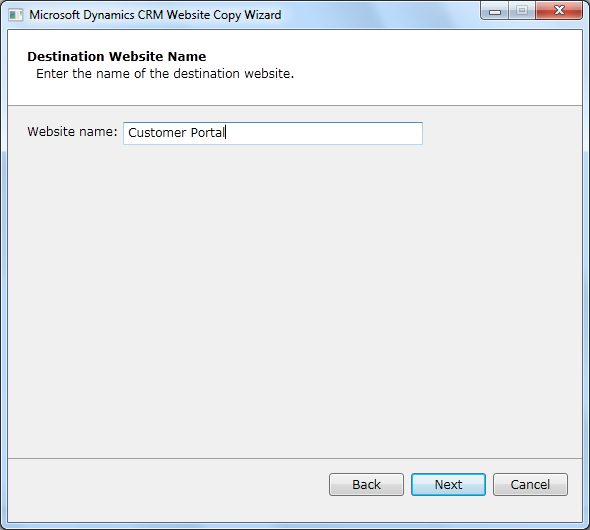 Microsoft Dynamics CRM Website Copy Wizard
Destination Website Name
Enter the name of the destination website.
Website name: Customer Portal
Back Next Cancel